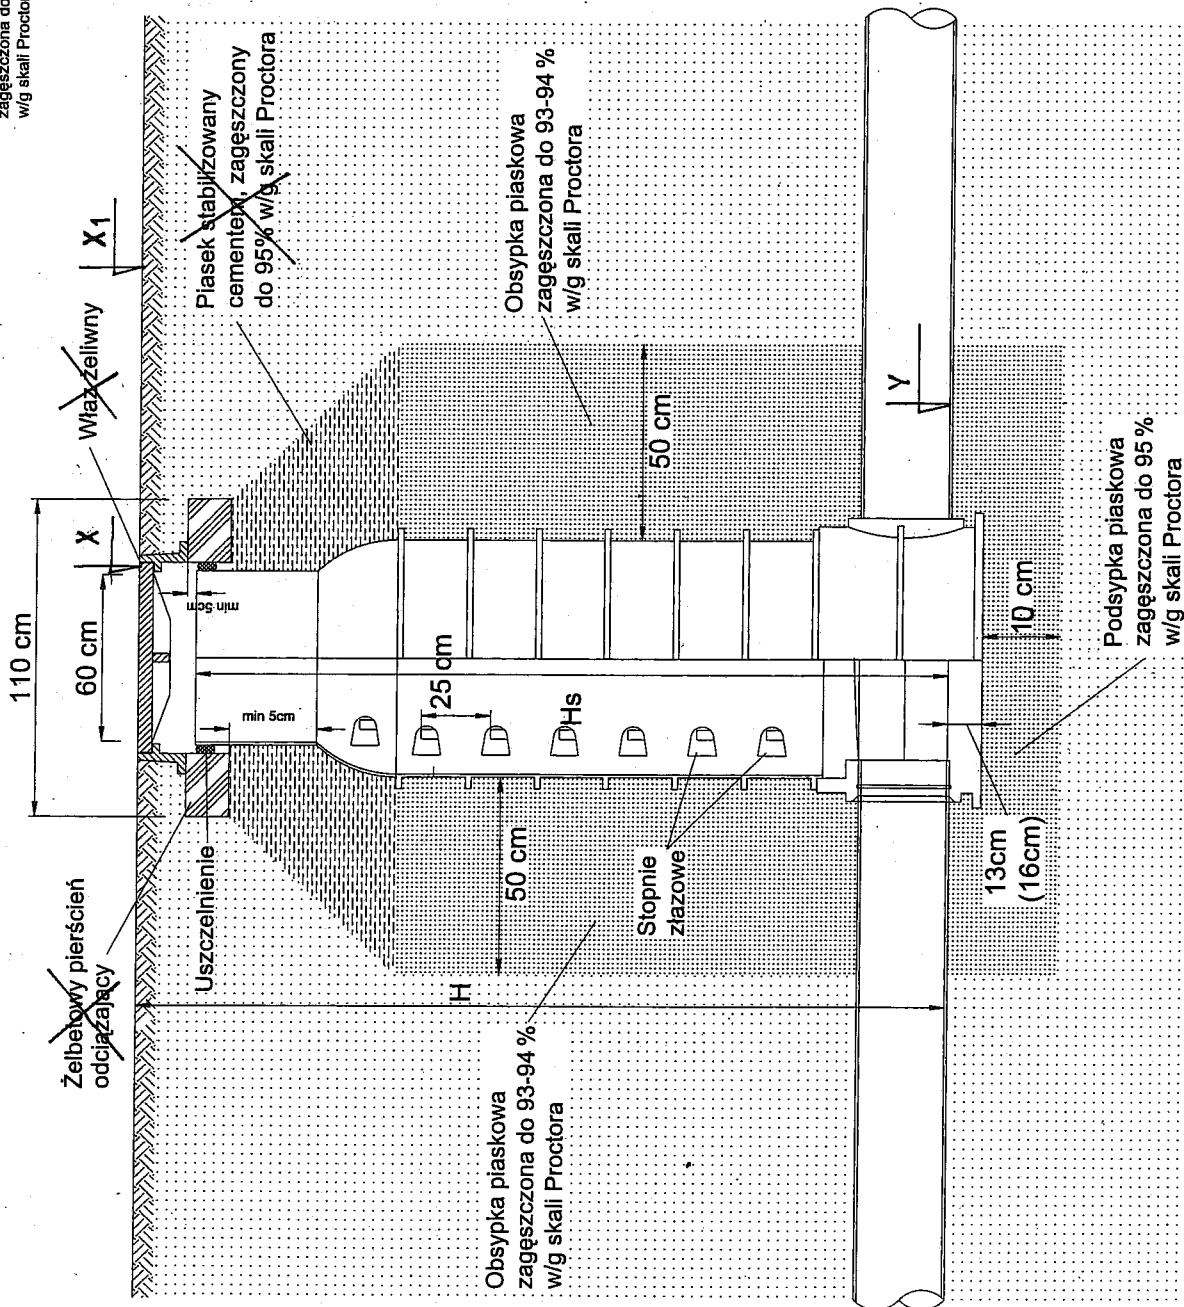 zagęszczona do
w/g skali Proctora
X1
Piasek stabilizowany
cementem, zagęszczony
do 95% w/g skali Proctora
Właz żeliwny
X
110 cm
60 cm
min 5cm
min 5cm
Żelbetowy pierścień
odciążający
Uszczelnienie
Obsypka piaskowa
zagęszczona do 93-94 %
w/g skali Proctora
50 cm
25 cm
Hs
Stopnie
złazowe
50 cm
H
Obsypka piaskowa
zagęszczona do 93-94 %
w/g skali Proctora
Y
10 cm
13cm
(16cm)
Podsypka piaskowa
zagęszczona do 95 %
w/g skali Proctora